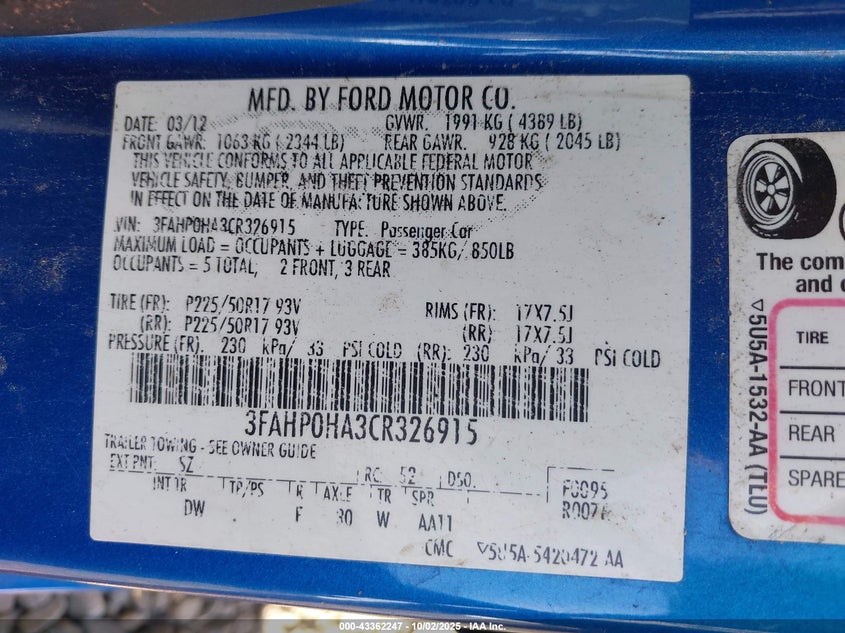 MFD. BY FORD MOTOR CO.
DATE: 03/12 GVWR: 1991 KG ( 4389 LB)
FRONT GAWR: 1063 KG ( 2344 LB) REAR GAWR: 928 KG ( 2045 LB)
THIS VEHICLE CONFORMS TO ALL APPLICABLE FEDERAL MOTOR
VEHICLE SAFETY, BUMPER, AND THEFT PREVENTION STANDARDS
IN EFFECT ON THE DATE OF MANUFACTURE SHOWN ABOVE.
VIN: 3FAHP0HA3CR326915 TYPE: Passenger Car
MAXIMUM LOAD = OCCUPANTS + LUGGAGE = 385KG/ 850LB
OCCUPANTS = 5 TOTAL; 2 FRONT, 3 REAR
TIRE (FR): P225/50R17 93V RIMS (FR): 17X7.5J
(RR): P225/50R17 93V (RR) 17X7.5J
PRESSURE (FR): 230 kPa/ 33 PSI COLD (RR): 230 kPa/ 33 PSI COLD
3FAHP0HA3CR326915
TRAILER TOWING - SEE OWNER GUIDE
EXT PNT: SZ RC: 52 DSO:
INT TR TP/PS R AXLE TR SPR
DW F 30 W AA11
CMC ▽5U5A-5420472-AA
The com
and c
TIRE
FRONT
REAR
SPARE
▽5U5A-1532-AA (TLU)
000-43362247 - 10/02/2025 - WWW.IAAI.COM